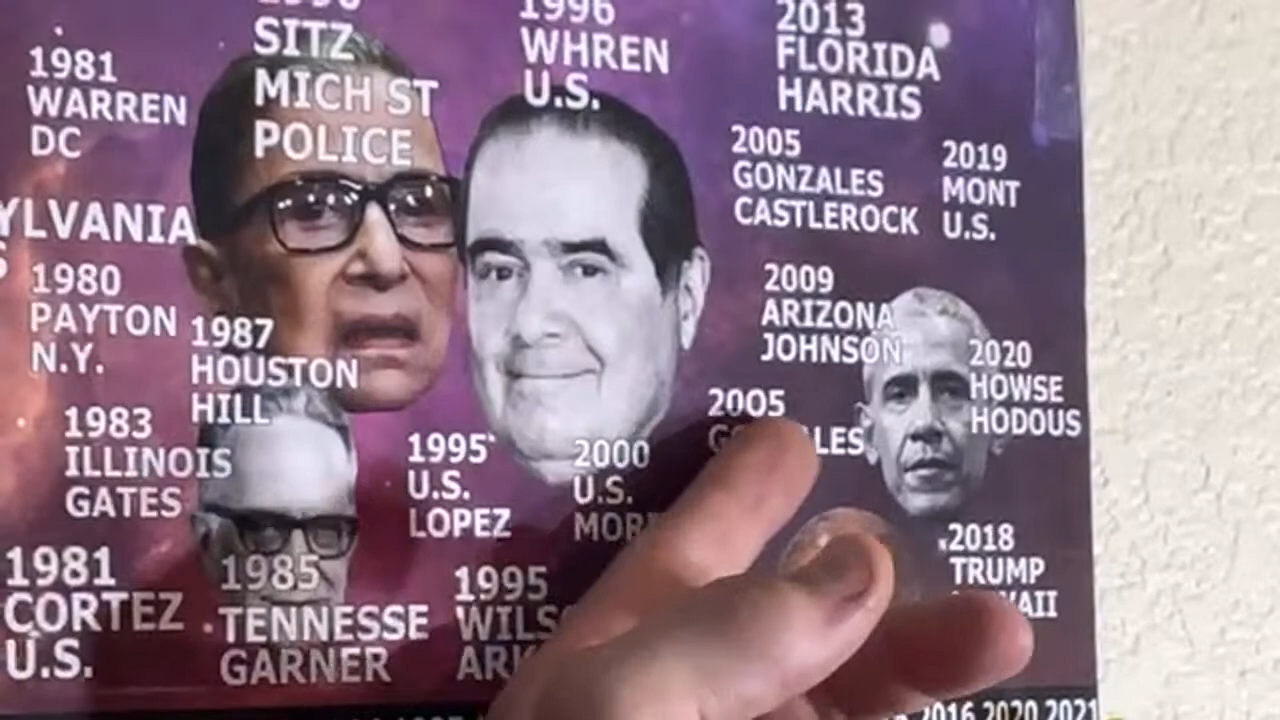 SITZ
MICH ST
POLICE
1996
WHREN
U.S.
2013
FLORIDA
HARRIS
1981
WARREN
DC
2005
GONZALES
CASTLEROCK
2019
MONT
U.S.
YLVANIA
S
1980
PAYTON
N.Y.
1987
HOUSTON
HILL
2009
ARIZONA
JOHNSON
2020
HOWSE
HODOUS
1983
ILLINOIS
GATES
1995
U.S.
LOPEZ
2000
U.S.
2005
1981
CORTEZ
U.S.
1985
TENNESSE
GARNER
1995
2018
TRUMP
2016 2020 2021